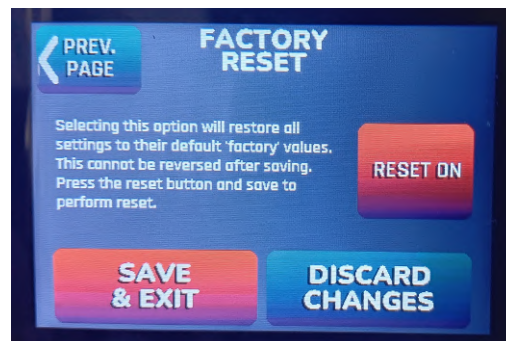 PREV.
PAGE
FACTORY
RESET
Selecting this option will restore all
settings to their default 'factory' values.
This cannot be reversed after saving.
Press the reset button and save to
perform reset.
RESET ON
SAVE
& EXIT
DISCARD
CHANGES